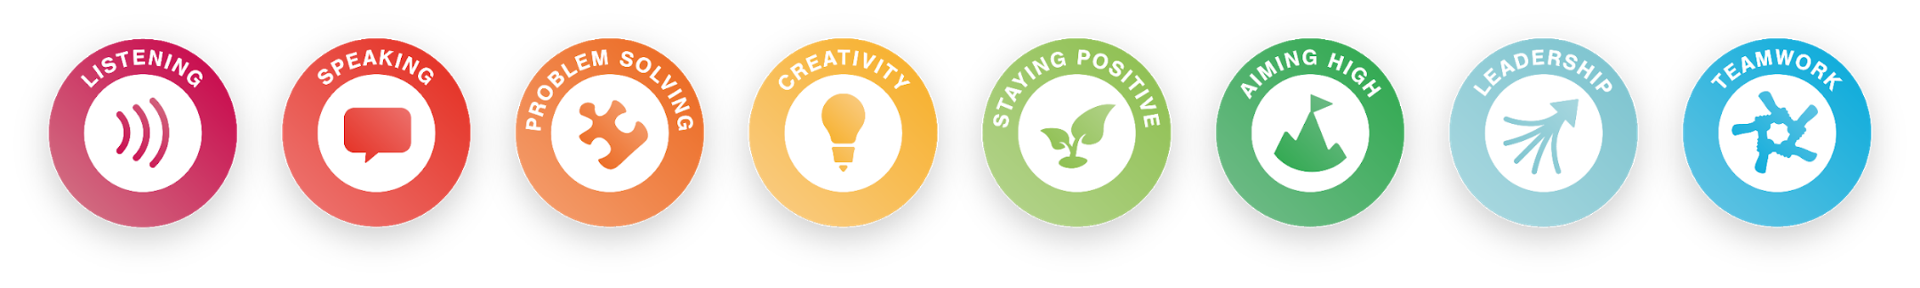 LISTENING
SPEAKING
PROBLEM SOLVING
CREATIVITY
STAYING POSITIVE
AIMING HIGH
LEADERSHIP
TEAMWORK